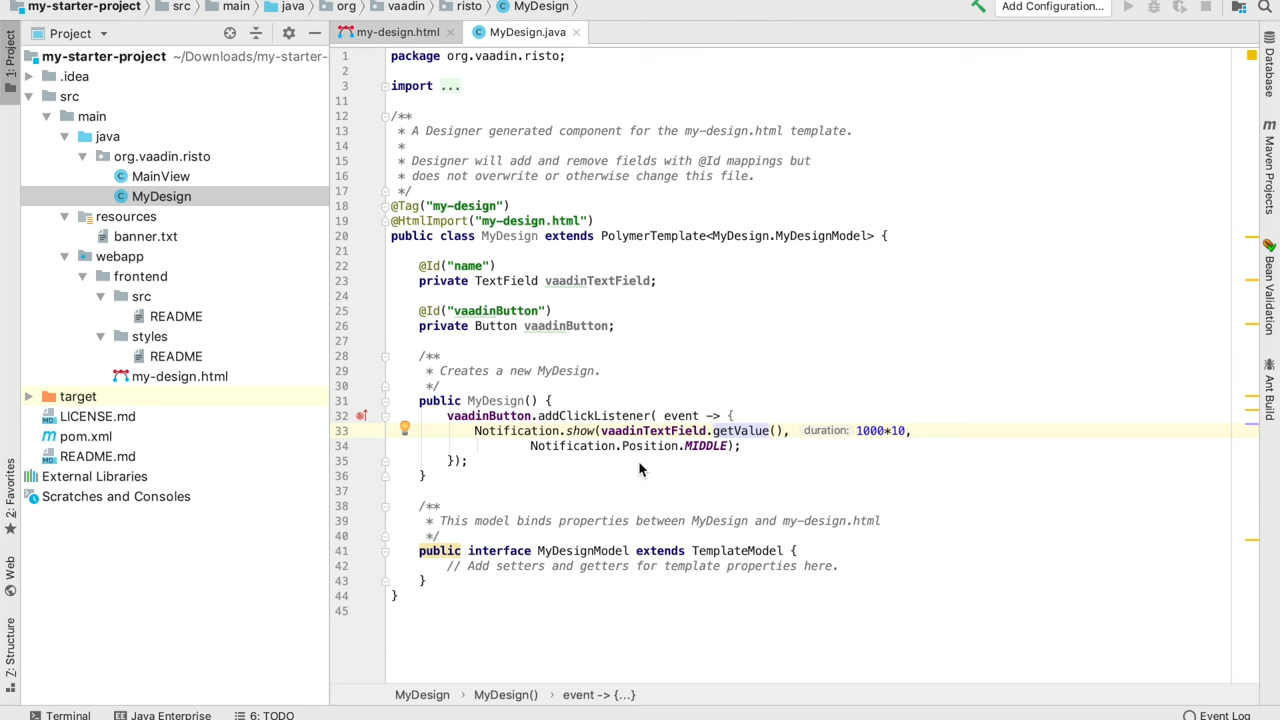 my-starter-project src main java org vaadin risto MyDesign
Add Configuration...
1: Project
Project
my-design.html
MyDesign.java
my-starter-project ~/Downloads/my-starter-
.idea
src
main
java
org.vaadin.risto
MainView
MyDesign
resources
banner.txt
webapp
frontend
src
README
styles
README
my-design.html
target
LICENSE.md
pom.xml
README.md
External Libraries
Scratches and Consoles
2: Favorites
Web
Z: Structure
1 package org.vaadin.risto;
2
3 import ...
11
12 /**
13 * A Designer generated component for the my-design.html template.
14 *
15 * Designer will add and remove fields with @Id mappings but
16 * does not overwrite or otherwise change this file.
17 */
18 @Tag("my-design")
19 @HtmlImport("my-design.html")
20 public class MyDesign extends PolymerTemplate<MyDesign.MyDesignModel> {
21
22 @Id("name")
23 private TextField vaadinTextField;
24
25 @Id("vaadinButton")
26 private Button vaadinButton;
27
28 /**
29 * Creates a new MyDesign.
30 */
31 public MyDesign() {
32 vaadinButton.addClickListener( event -> {
33 Notification.show(vaadinTextField.getValue(), duration: 1000*10,
34 Notification.Position.MIDDLE);
35 });
36 }
37
38 /**
39 * This model binds properties between MyDesign and my-design.html
40 */
41 public interface MyDesignModel extends TemplateModel {
42 // Add setters and getters for template properties here.
43 }
44 }
45
MyDesign MyDesign() event -> {...}
Database
Maven Projects
Bean Validation
Ant Build
Terminal Java Enterprise 6: TODO Event Log